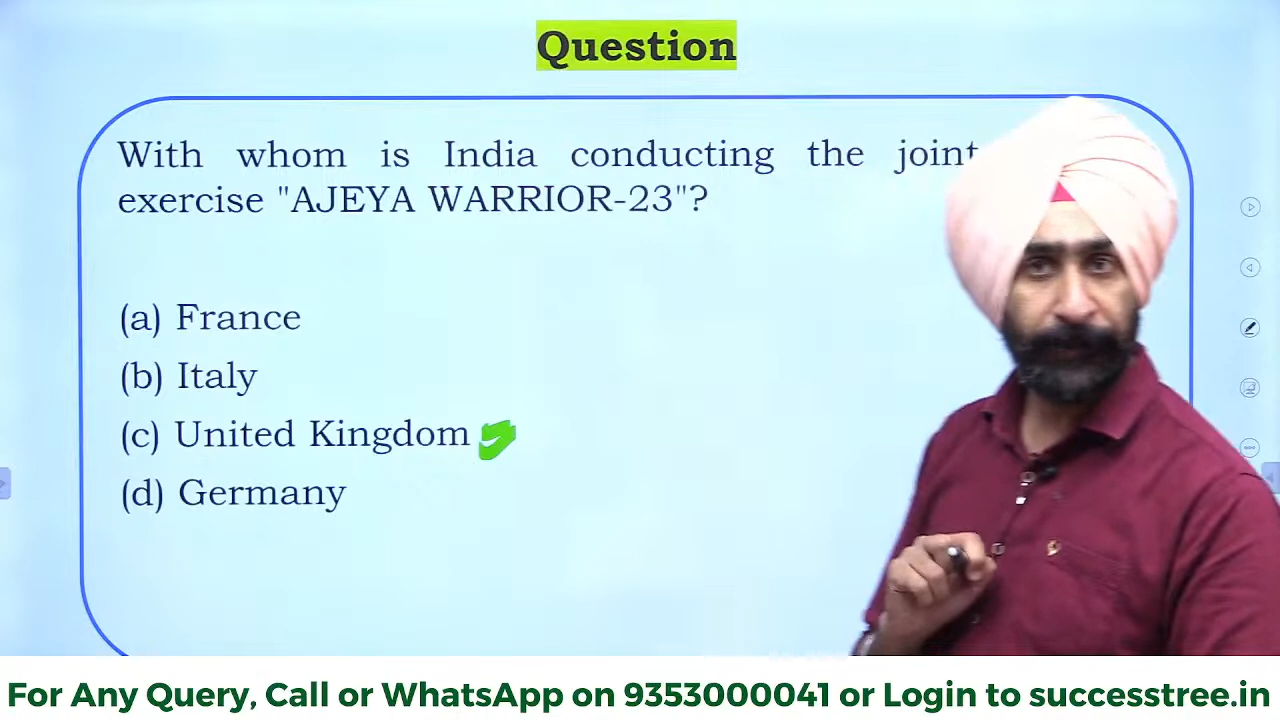 Question
With whom is India conducting the joint
exercise "AJEYA WARRIOR-23"?
(a) France
(b) Italy
(c) United Kingdom
(d) Germany
For Any Query, Call or WhatsApp on 9353000041 or Login to successtree.in